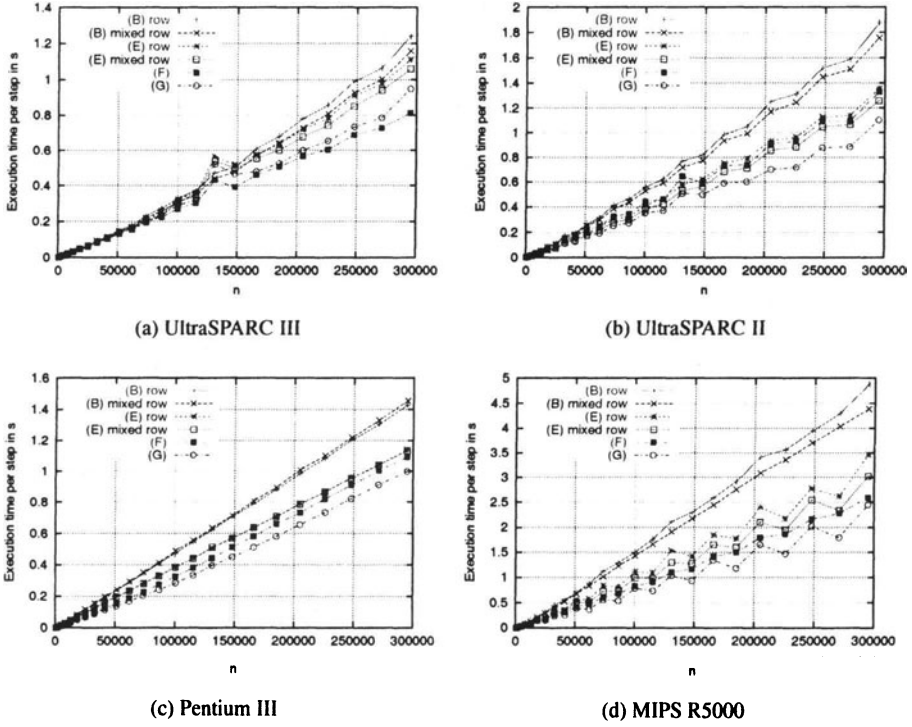 Execution time per step in s
1.4
1.2
1
0.8
0.6
0.4
0.2
0
(B) row
(B) mixed row
(E) row
(E) mixed row
(F)
(G)
0 50000 100000 150000 200000 250000 300000
n
(a) UltraSPARC III
Execution time per step in s
2
1.8
1.6
1.4
1.2
1
0.8
0.6
0.4
0.2
0
(B) row
(B) mixed row
(E) row
(E) mixed row
(F)
(G)
0 50000 100000 150000 200000 250000 300000
n
(b) UltraSPARC II
Execution time per step in s
1.6
1.4
1.2
1
0.8
0.6
0.4
0.2
0
(B) row
(B) mixed row
(E) row
(E) mixed row
(F)
(G)
0 50000 100000 150000 200000 250000 300000
n
(c) Pentium III
Execution time per step in s
5
4.5
4
3.5
3
2.5
2
1.5
1
0.5
0
(B) row
(B) mixed row
(E) row
(E) mixed row
(F)
(G)
0 50000 100000 150000 200000 250000 300000
n
(d) MIPS R5000